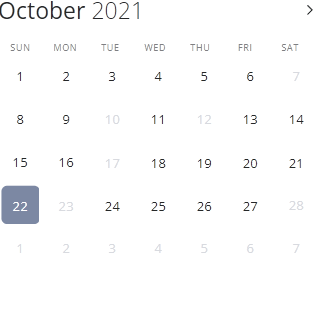 October 2021
SUN MON TUE WED THU FRI SAT
1 2 3 4 5 6 7
8 9 10 11 12 13 14
15 16 17 18 19 20 21
22 23 24 25 26 27 28
1 2 3 4 5 6 7